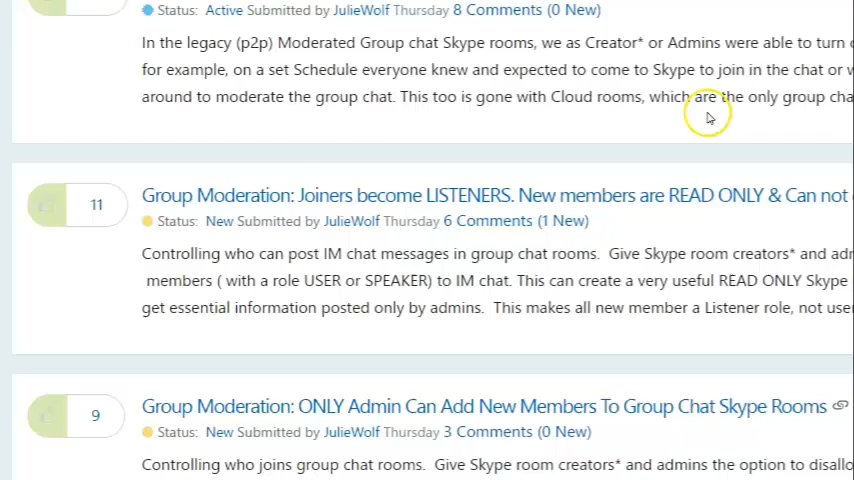 Status: Active Submitted by JulieWolf Thursday 8 Comments (0 New)
In the legacy (p2p) Moderated Group chat Skype rooms, we as Creator* or Admins were able to turn
for example, on a set Schedule everyone knew and expected to come to Skype to join in the chat or
around to moderate the group chat. This too is gone with Cloud rooms, which are the only group cha
11
Group Moderation: Joiners become LISTENERS. New members are READ ONLY & Can not
Status: New Submitted by JulieWolf Thursday 6 Comments (1 New)
Controlling who can post IM chat messages in group chat rooms. Give Skype room creators* and adr
members ( with a role USER or SPEAKER) to IM chat. This can create a very useful READ ONLY Skype
get essential information posted only by admins. This makes all new member a Listener role, not use
9
Group Moderation: ONLY Admin Can Add New Members To Group Chat Skype Rooms
Status: New Submitted by JulieWolf Thursday 3 Comments (0 New)
Controlling who joins group chat rooms. Give Skype room creators* and admins the option to disallo